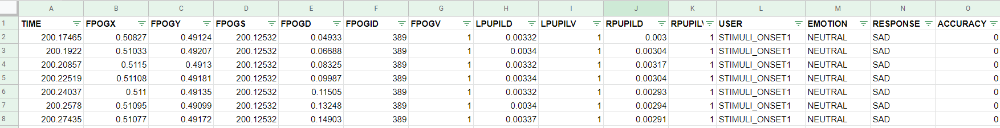 A B C D E F G H I J K L M N O
1 TIME FPOGX FPOGY FPOGS FPOGD FPOGID FPOGV LPUPILD LPUPILV RPUPILD RPUPILV USER EMOTION RESPONSE ACCURACY
2 200.17465 0.50827 0.49124 200.12532 0.04933 389 1 0.00332 1 0.003 1 STIMULI_ONSET1 NEUTRAL SAD 0
3 200.1922 0.51033 0.49207 200.12532 0.06688 389 1 0.0034 1 0.00304 1 STIMULI_ONSET1 NEUTRAL SAD 0
4 200.20857 0.5115 0.4913 200.12532 0.08325 389 1 0.00332 1 0.00317 1 STIMULI_ONSET1 NEUTRAL SAD 0
5 200.22519 0.51108 0.49181 200.12532 0.09987 389 1 0.00334 1 0.00304 1 STIMULI_ONSET1 NEUTRAL SAD 0
6 200.24037 0.511 0.49135 200.12532 0.11505 389 1 0.00332 1 0.00293 1 STIMULI_ONSET1 NEUTRAL SAD 0
7 200.2578 0.51095 0.49099 200.12532 0.13248 389 1 0.0034 1 0.00294 1 STIMULI_ONSET1 NEUTRAL SAD 0
8 200.27435 0.51077 0.49172 200.12532 0.14903 389 1 0.00337 1 0.00291 1 STIMULI_ONSET1 NEUTRAL SAD 0